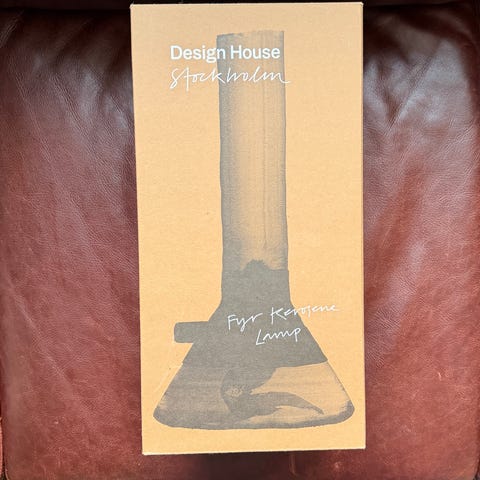 Design House
Stockholm
Fyr Kerosene
Lamp